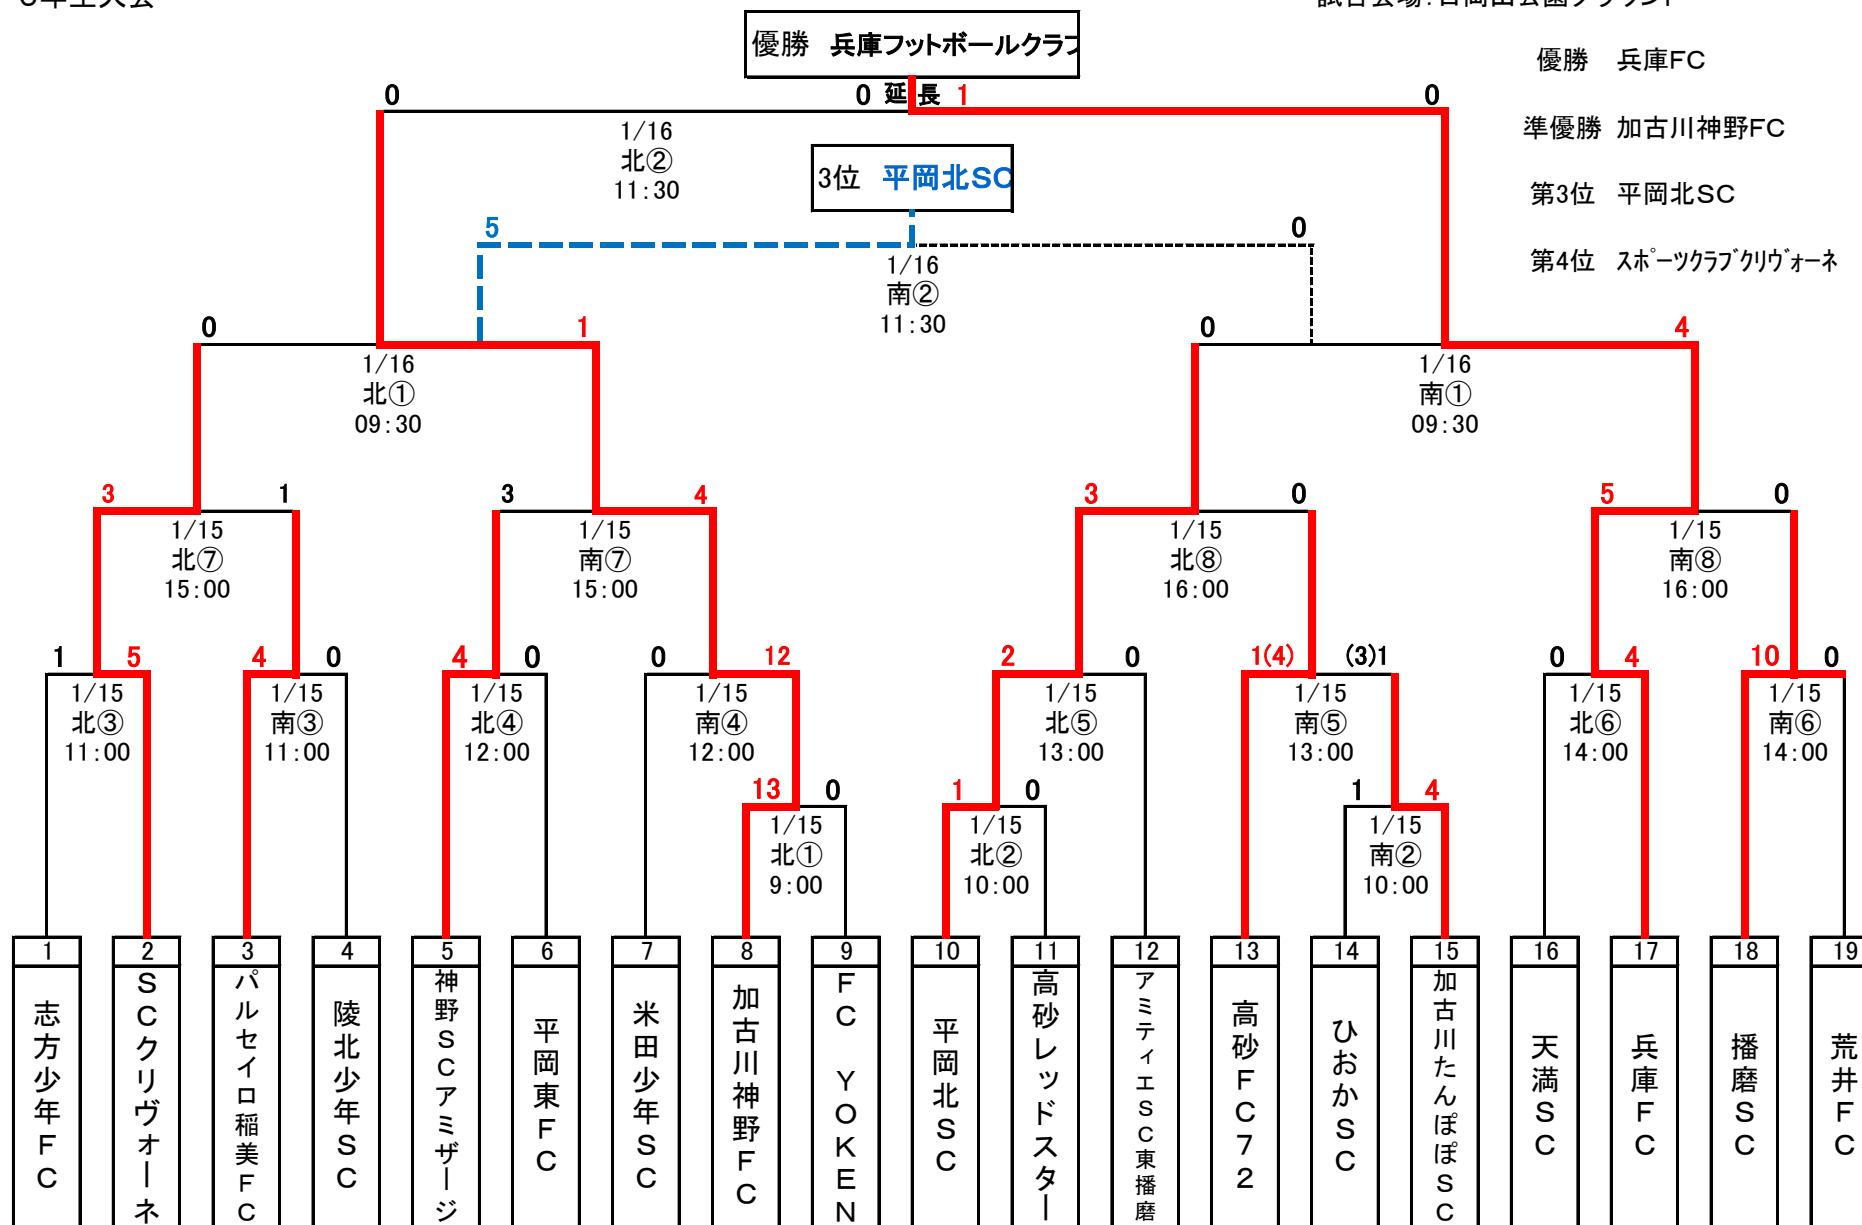 優勝 兵庫フットボールクラブ
優勝 兵庫FC
準優勝 加古川神野FC
第3位 平岡北SC
第4位 スポーツクラブクリヴォーネ
0 0 延長 1 0
1/16
北②
11:30
3位 平岡北SC
5 0
1/16
南②
11:30
0 1 0 4
1/16 1/16
北① 南①
09:30 09:30
3 1 3 4 3 0 5 0
1/15 1/15 1/15 1/15
北⑦ 南⑦ 北⑧ 南⑧
15:00 15:00 16:00 16:00
1 5 4 0 4 0 0 12 2 0 1(4) (3)1 0 4 10 0
1/15 1/15 1/15 1/15 1/15 1/15 1/15 1/15
北③ 南③ 北④ 南④ 北⑤ 南⑤ 北⑥ 南⑥
11:00 11:00 12:00 12:00 13:00 13:00 14:00 14:00
13 0 1 0 1 4
1/15 1/15 1/15
北① 北② 南②
9:00 10:00 10:00
1 2 3 4 5 6 7 8 9 10 11 12 13 14 15 16 17 18 19
志方少年FC
SCクリヴォーネ
パルセイロ稲美FC
陵北少年SC
神野SCアミザージ
平岡東FC
米田少年SC
加古川神野FC
FC YOKEN
平岡北SC
高砂レッドスター
アミティエSC東播磨
高砂FC72
ひおかSC
加古川たんぽぽSC
天満SC
兵庫FC
播磨SC
荒井FC